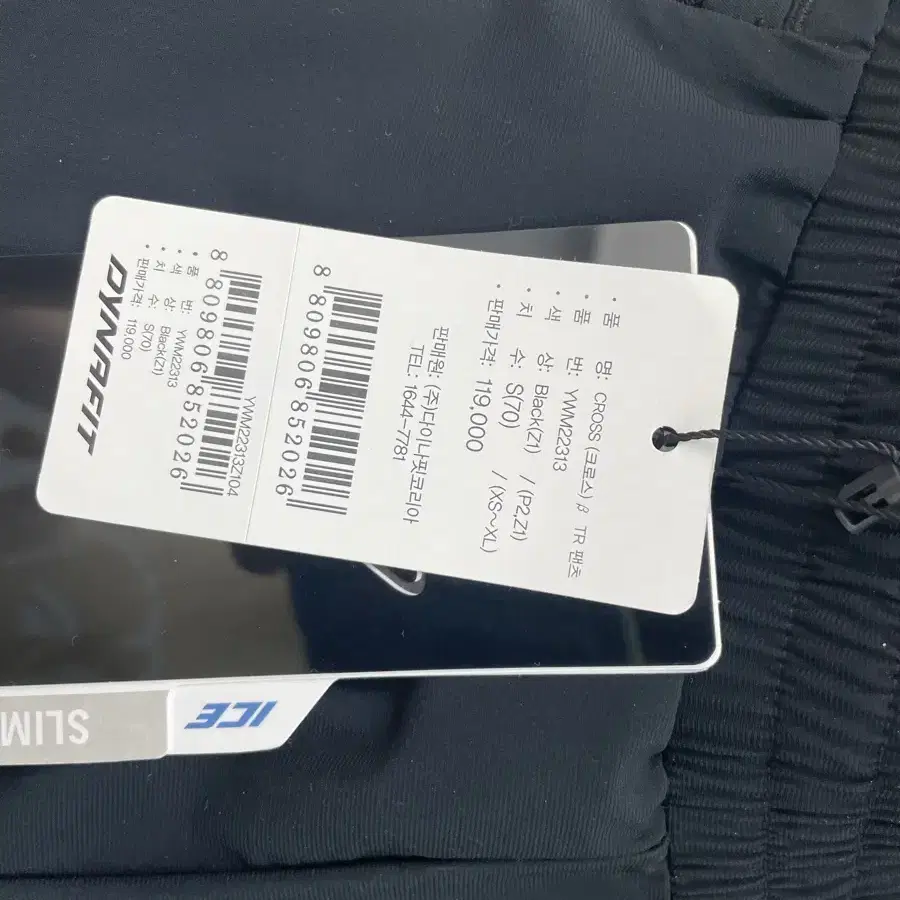 · 품 명: CROSS (크로스) β TR 팬츠
· 품 번: YWM22313
· 색 상: Black(Z1) / (P2,Z1)
· 치 수: S(70) / (XS~XL)
· 판매가격: 119,000
판매원: (주)다이나핏코리아
TEL: 1644-7781
8 809806 852026
YWM22313Z104
8 809806 852026
· 품 번: YWM22313
· 색 상: Black(Z1)
· 치 수: S(70)
· 판매가격: 119,000
DYNAFIT
ICE
SLIM